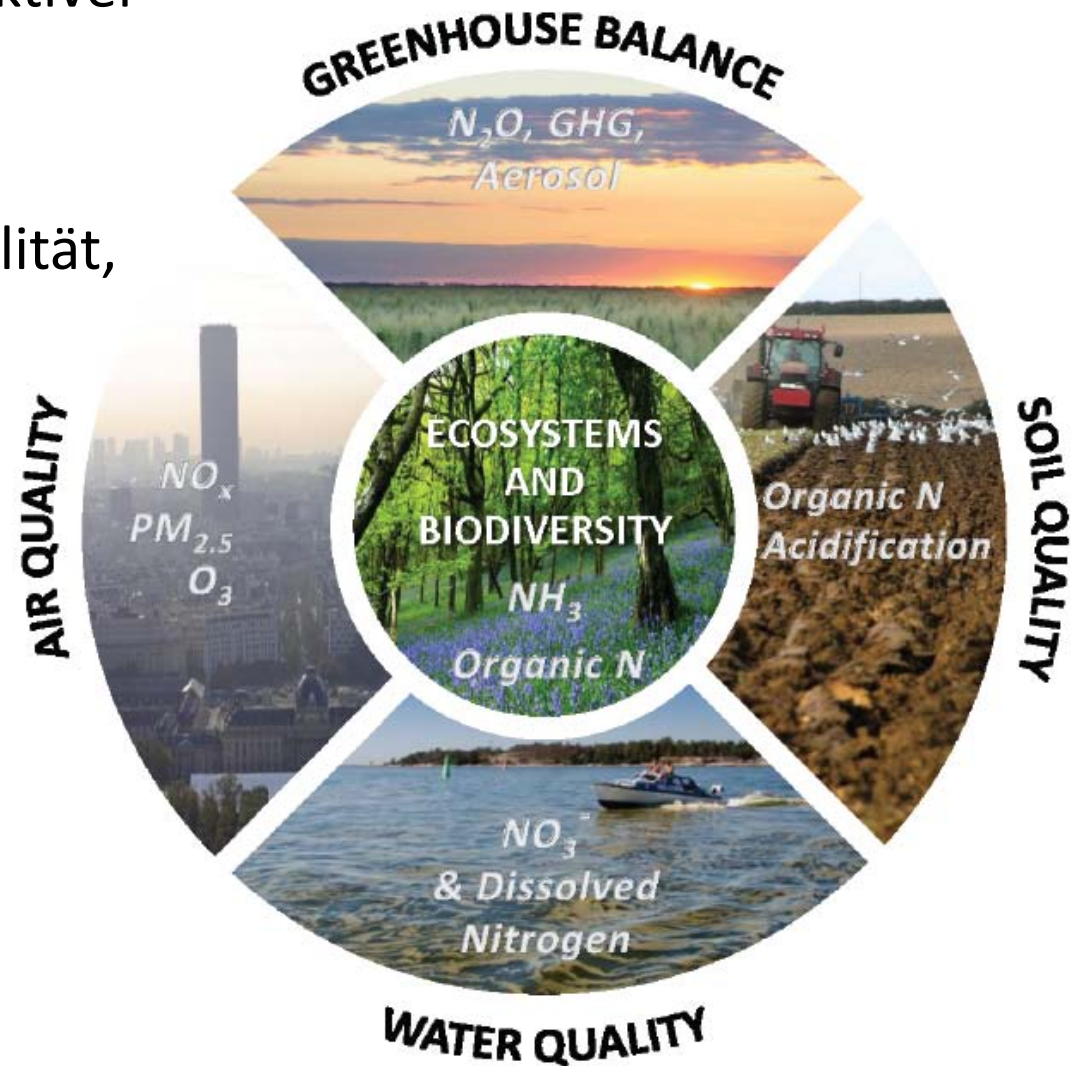 GREENHOUSE BALANCE
N₂O, GHG,
Aerosol
lität,
AIR QUALITY
NOₓ
PM₂.₅
O₃
ECOSYSTEMS
AND
BIODIVERSITY
NH₃
Organic N
Organic N
Acidification
SOIL QUALITY
NO₃⁻
& Dissolved
Nitrogen
WATER QUALITY